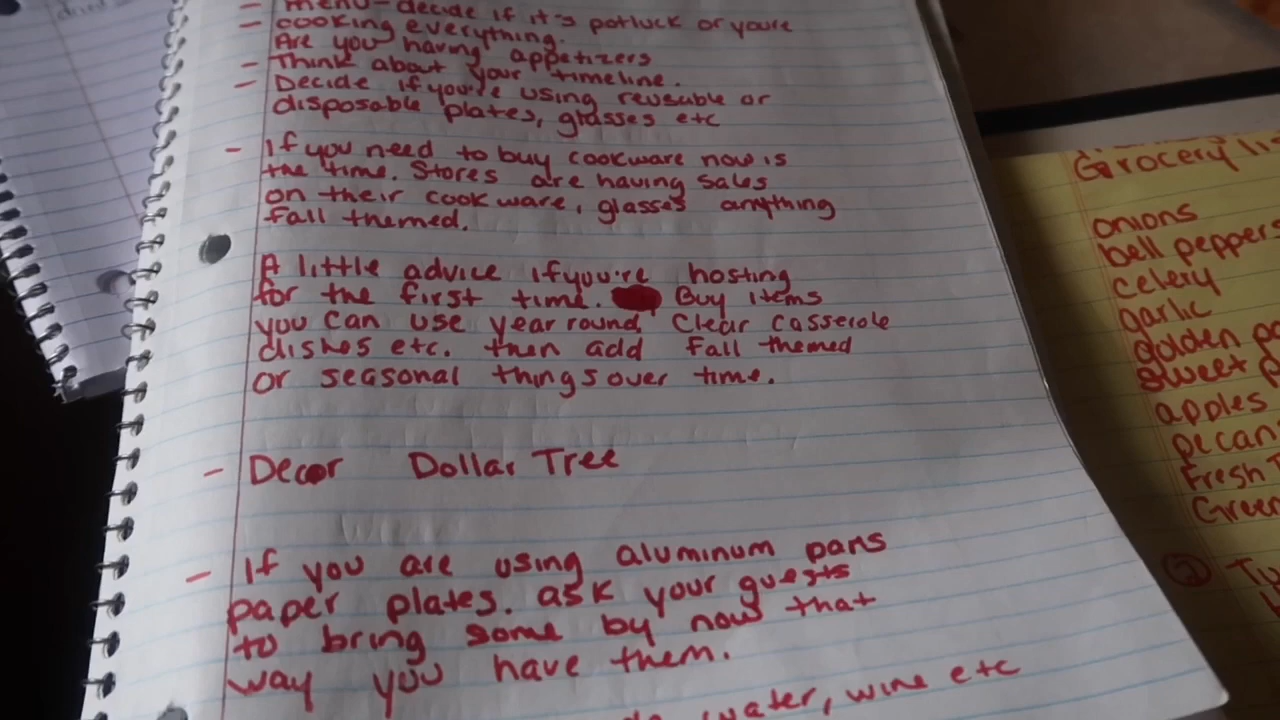 - menu - decide if it's potluck or youre
- cooking everything.
Are you having appetizers
- Think about your timeline.
- Decide if you're using reusable or
disposable plates, glasses etc
- If you need to buy cookware now is
the time. Stores are having sales
on their cookware, glasses anything
fall themed.
A little advice if you're hosting
for the first time. Buy items
you can use year round, Clear casserole
dishes etc. then add fall themed
or seasonal things over time.
- Decor Dollar Tree
- If you are using aluminum pans
paper plates. ask your guests
to bring some by now that
way you have them.
water, wine etc
Grocery
onions
bell peppers
celery
garlic
golden
sweet
apples
pecan
Fresh
Green
②